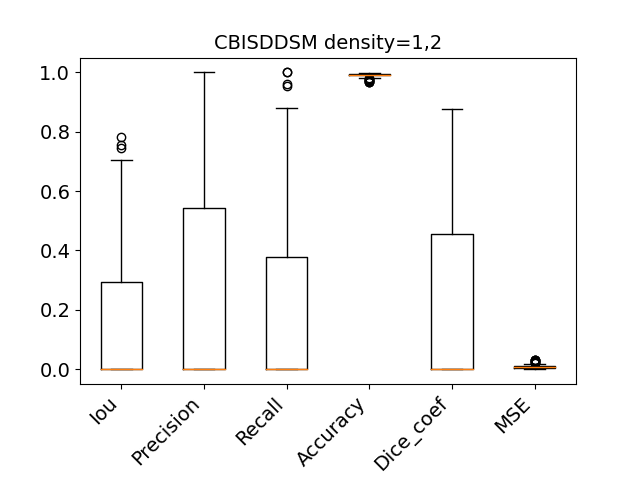 CBISDDSM density=1,2
1.0
0.8
0.6
0.4
0.2
0.0
Iou
Precision
Recall
Accuracy
Dice_coef
MSE